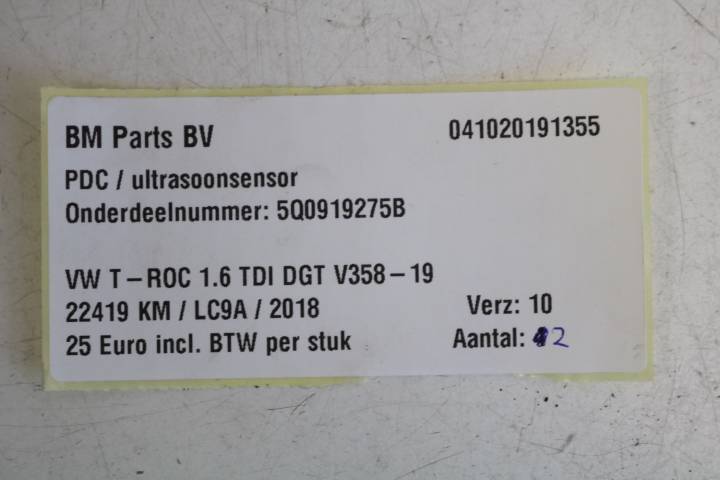 BM Parts BV 041020191355
PDC / ultrasoonsensor
Onderdeelnummer: 5Q0919275B
VW T-ROC 1.6 TDI DGT V358-19
22419 KM / LC9A / 2018 Verz: 10
25 Euro incl. BTW per stuk Aantal: 2